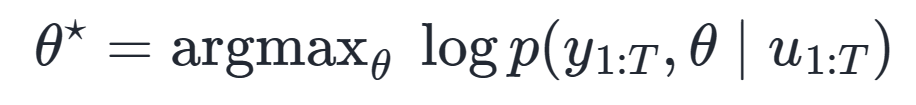 θ⋆ = argmax_θ log p(y_{1:T}, θ | u_{1:T})